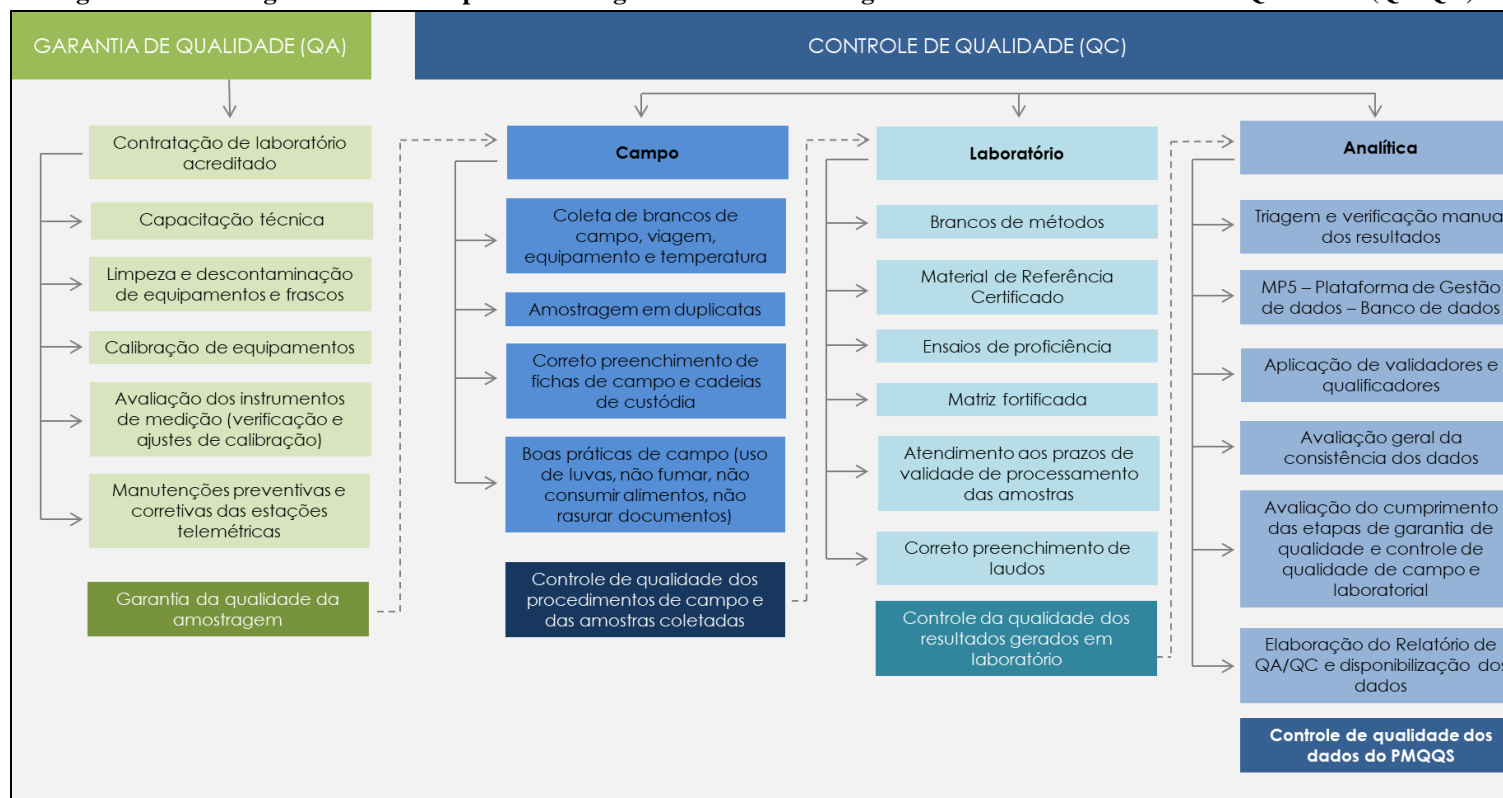 GARANTIA DE QUALIDADE (QA)
CONTROLE DE QUALIDADE (QC)
Contratação de laboratório
acreditado
Capacitação técnica
Limpeza e descontaminação
de equipamentos e frascos
Calibração de equipamentos
Avaliação dos instrumentos
de medição (verificação e
ajustes de calibração)
Manutenções preventivas e
corretivas das estações
telemétricas
Garantia da qualidade da
amostragem
Campo
Coleta de brancos de
campo, viagem,
equipamento e temperatura
Amostragem em duplicatas
Correto preenchimento de
fichas de campo e cadeias
de custódia
Boas práticas de campo (uso
de luvas, não fumar, não
consumir alimentos, não
rasurar documentos)
Controle de qualidade dos
procedimentos de campo e
das amostras coletadas
Laboratório
Brancos de métodos
Material de Referência
Certificado
Ensaios de proficiência
Matriz fortificada
Atendimento aos prazos de
validade de processamento
das amostras
Correto preenchimento de
laudos
Controle da qualidade dos
resultados gerados em
laboratório
Analítica
Triagem e verificação manua
dos resultados
MP5 – Plataforma de Gestão
de dados – Banco de dados
Aplicação de validadores e
qualificadores
Avaliação geral da
consistência dos dados
Avaliação do cumprimento
das etapas de garantia de
qualidade e controle de
qualidade de campo e
laboratorial
Elaboração do Relatório de
QA/QC e disponibilização dos
dados
Controle de qualidade dos
dados do PMQQS